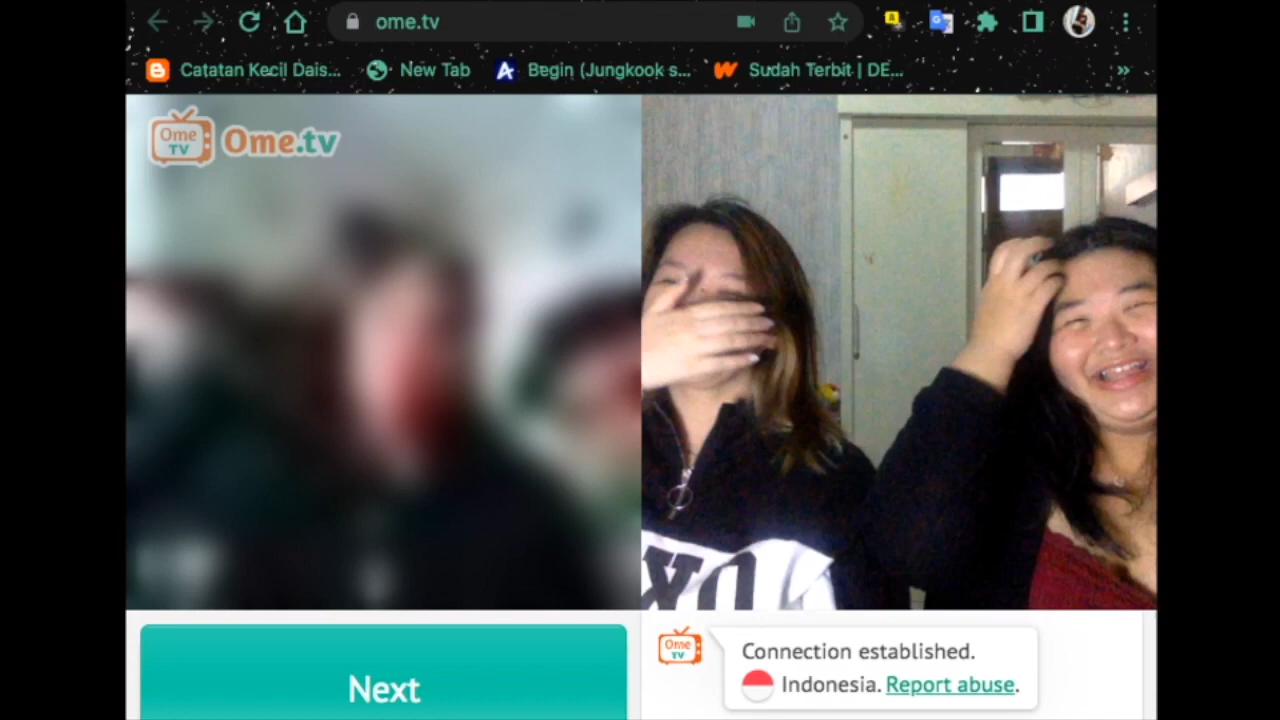 ome.tv
Catatan Kecil Dais...
New Tab
Begin (Jungkook s...
Sudah Terbit | DE...
»
Ome
TV
Ome.tv
XO
Next
Ome
TV
Connection established.
Indonesia. Report abuse.